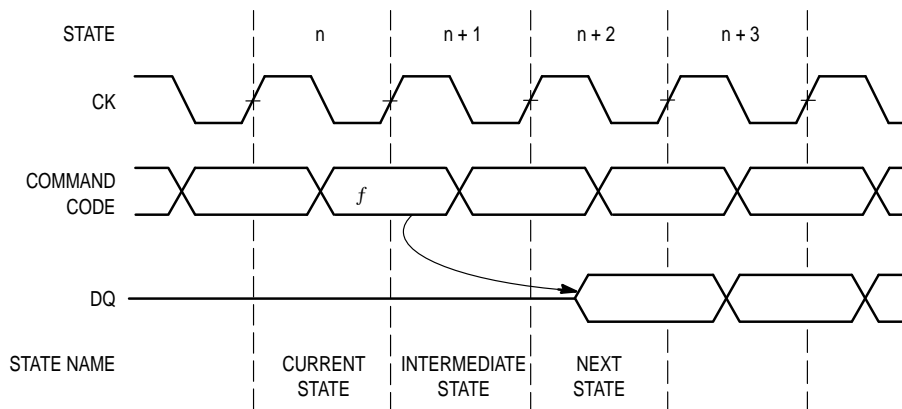 STATE n n + 1 n + 2 n + 3
CK
COMMAND
CODE
f
DQ
STATE NAME CURRENT INTERMEDIATE NEXT
STATE STATE STATE